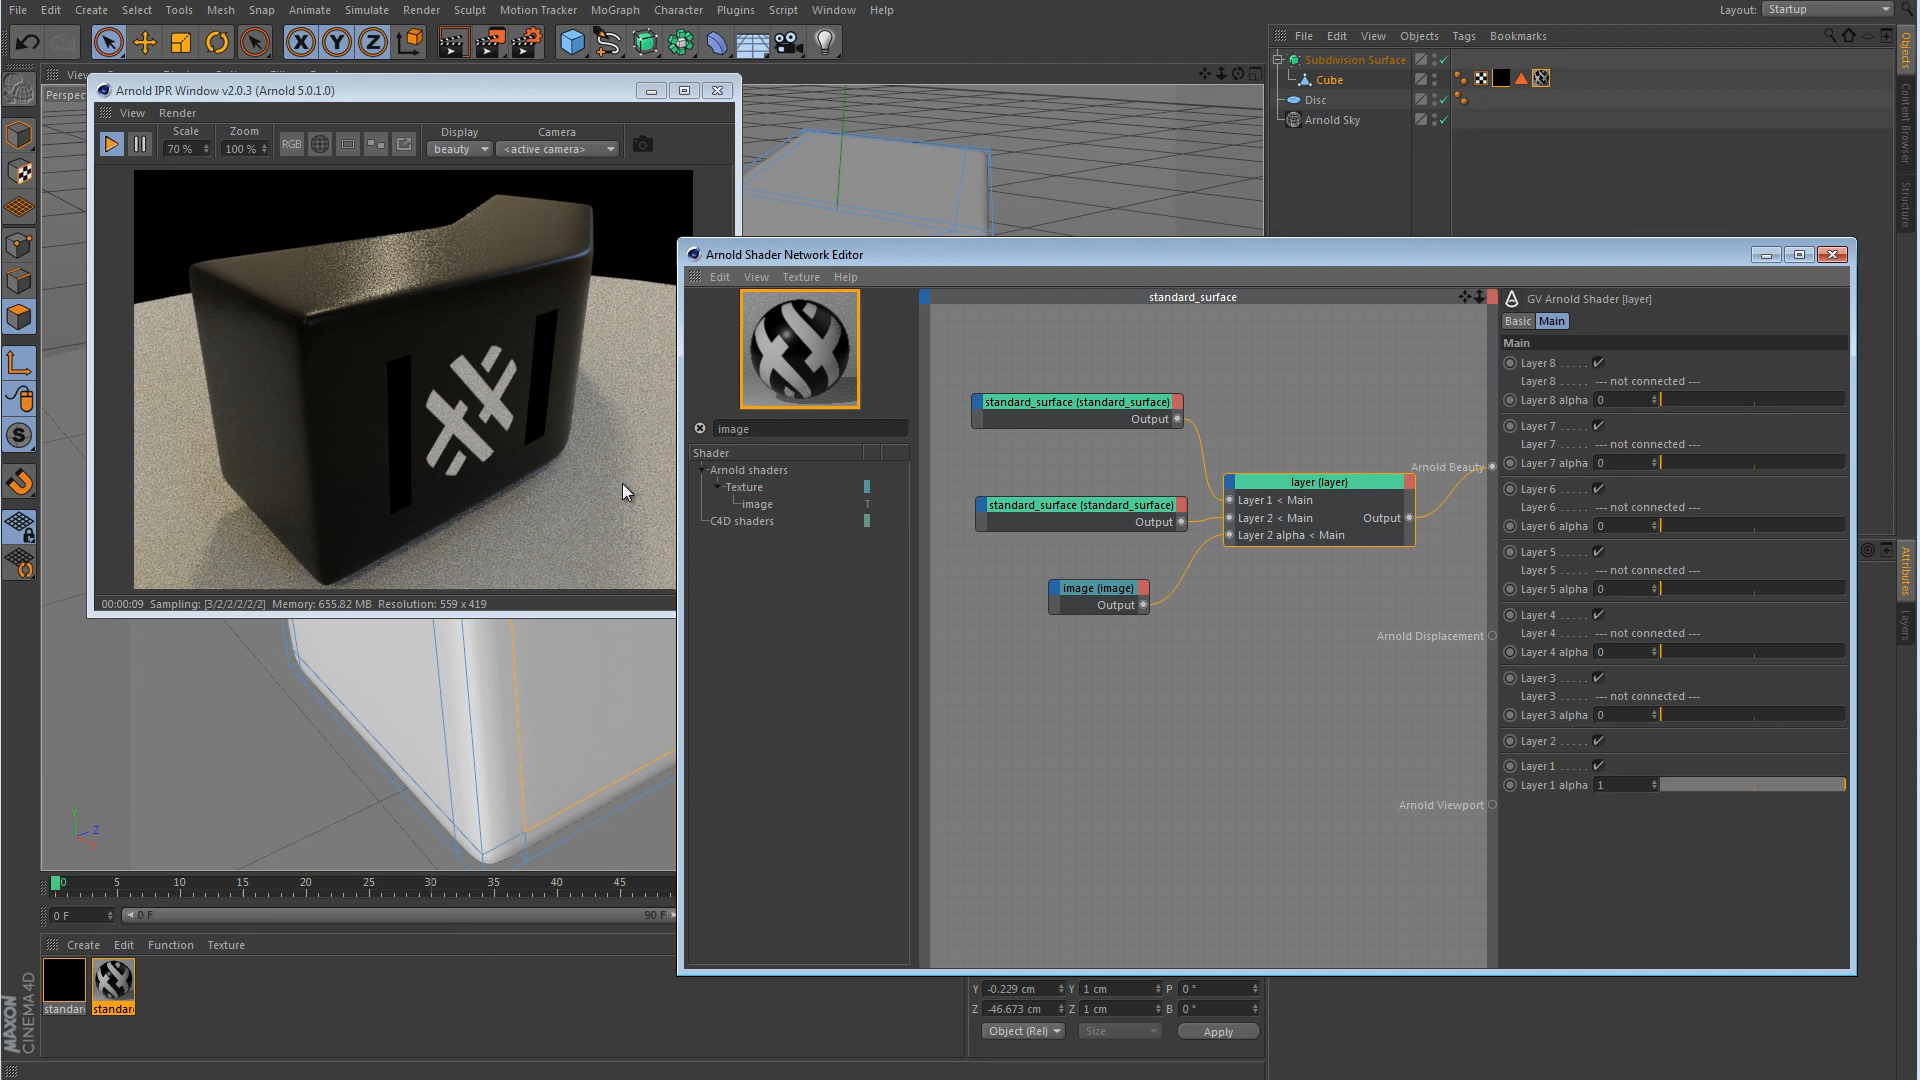 File Edit Create Select Tools Mesh Snap Animate Simulate Render Sculpt Motion Tracker MoGraph Character Plugins Script Window Help
Layout: Startup
File Edit View Objects Tags Bookmarks
Subdivision Surface
Cube
Disc
Arnold Sky
Objects
Content Browser
Structure
Attributes
Layers
View
Perspec
Arnold IPR Window v2.0.3 (Arnold 5.0.1.0)
View Render
Scale
70 %
Zoom
100 %
RGB
Display
beauty
Camera
<active camera>
00:00:09 Sampling: [3/2/2/2/2/2] Memory: 655.82 MB Resolution: 559 x 419
Arnold Shader Network Editor
Edit View Texture Help
image
Shader
Arnold shaders
Texture
image T
C4D shaders
standard_surface
standard_surface (standard_surface)
Output
standard_surface (standard_surface)
Output
image (image)
Output
layer (layer)
Layer 1 < Main
Layer 2 < Main Output
Layer 2 alpha < Main
Arnold Beauty
Arnold Displacement
Arnold Viewport
GV Arnold Shader [layer]
Basic Main
Main
Layer 8 . . . . .
Layer 8 . . . . . --- not connected ---
Layer 8 alpha 0
Layer 7 . . . . .
Layer 7 . . . . . --- not connected ---
Layer 7 alpha 0
Layer 6 . . . . .
Layer 6 . . . . . --- not connected ---
Layer 6 alpha 0
Layer 5 . . . . .
Layer 5 . . . . . --- not connected ---
Layer 5 alpha 0
Layer 4 . . . . .
Layer 4 . . . . . --- not connected ---
Layer 4 alpha 0
Layer 3 . . . . .
Layer 3 . . . . . --- not connected ---
Layer 3 alpha 0
Layer 2 . . . . .
Layer 1 . . . . .
Layer 1 alpha 1
Y Z X
0 5 10 15 20 25 30 35 40 45
0 F 0 F 90 F
Create Edit Function Texture
standard standard
MAXON
CINEMA 4D
Y -0.229 cm Y 1 cm P 0 °
Z -46.673 cm Z 1 cm B 0 °
Object (Rel) Size Apply